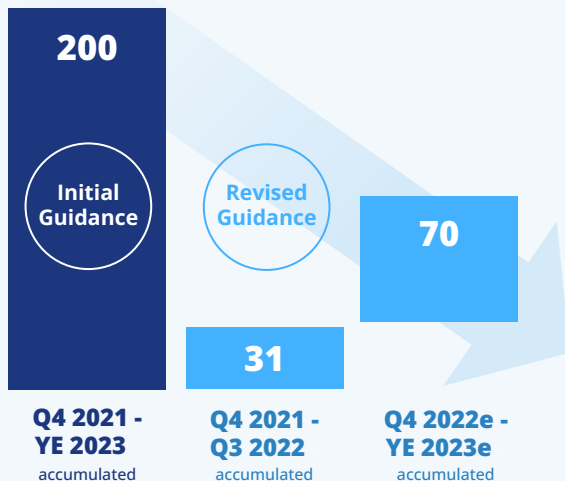 200
Initial
Guidance
Revised
Guidance
70
31
Q4 2021 -
YE 2023
accumulated
Q4 2021 -
Q3 2022
accumulated
Q4 2022e -
YE 2023e
accumulated